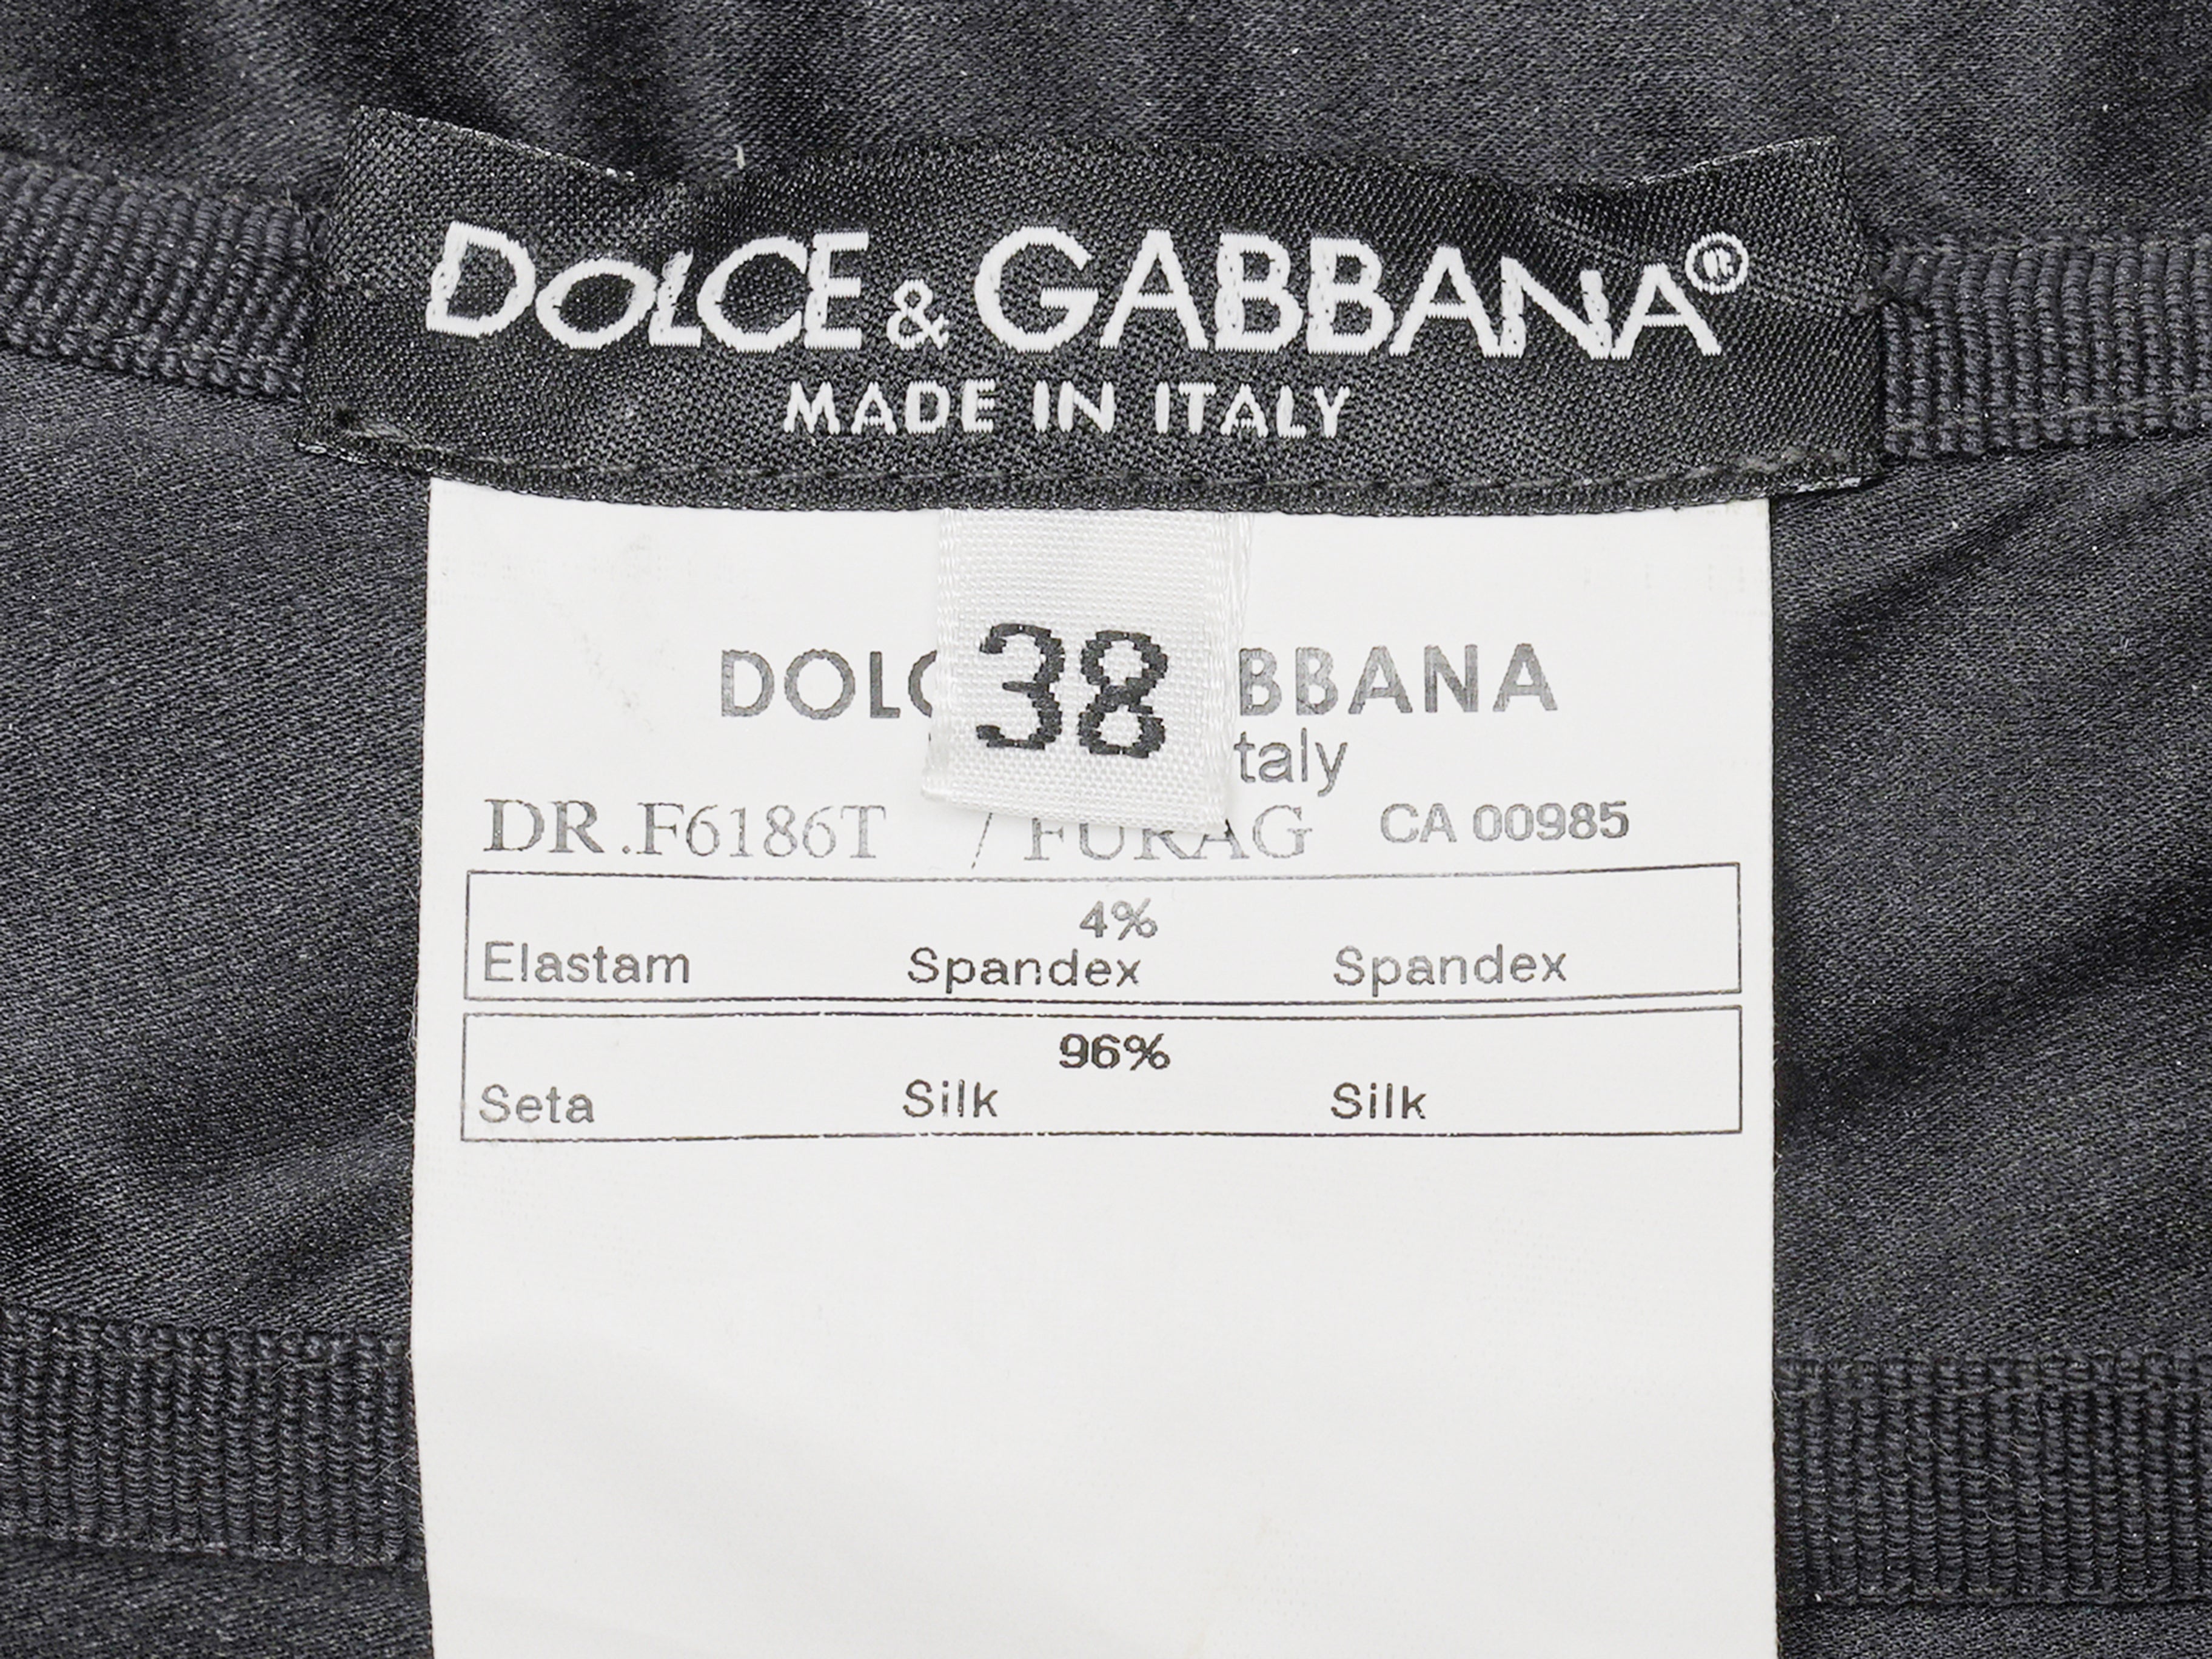 DOLCE & GABBANA®
MADE IN ITALY
38
DOLC BBANA
taly
DR.F6186T / FURAG CA 00985
4%
Elastam Spandex Spandex
96%
Seta Silk Silk